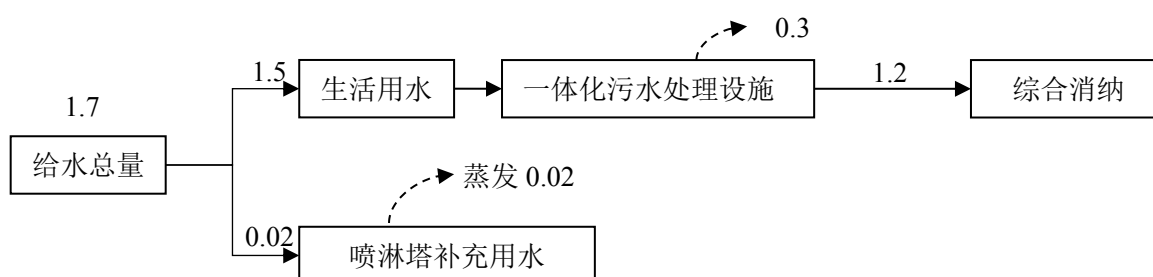 0.3
1.5
生活用水
一体化污水处理设施
1.2
综合消纳
1.7
给水总量
蒸发 0.02
0.02
喷淋塔补充用水